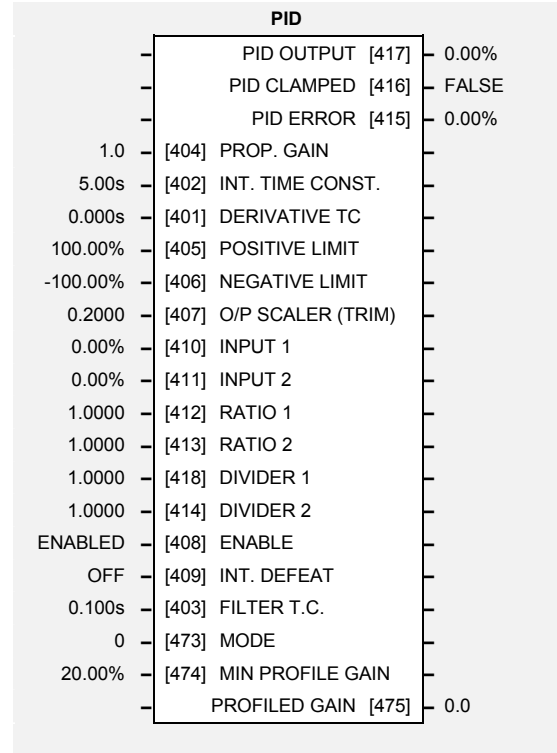 PID
– PID OUTPUT [417] – 0.00%
– PID CLAMPED [416] – FALSE
– PID ERROR [415] – 0.00%
1.0 – [404] PROP. GAIN –
5.00s – [402] INT. TIME CONST. –
0.000s – [401] DERIVATIVE TC –
100.00% – [405] POSITIVE LIMIT –
-100.00% – [406] NEGATIVE LIMIT –
0.2000 – [407] O/P SCALER (TRIM) –
0.00% – [410] INPUT 1 –
0.00% – [411] INPUT 2 –
1.0000 – [412] RATIO 1 –
1.0000 – [413] RATIO 2 –
1.0000 – [418] DIVIDER 1 –
1.0000 – [414] DIVIDER 2 –
ENABLED – [408] ENABLE –
OFF – [409] INT. DEFEAT –
0.100s – [403] FILTER T.C. –
0 – [473] MODE –
20.00% – [474] MIN PROFILE GAIN –
– PROFILED GAIN [475] – 0.0